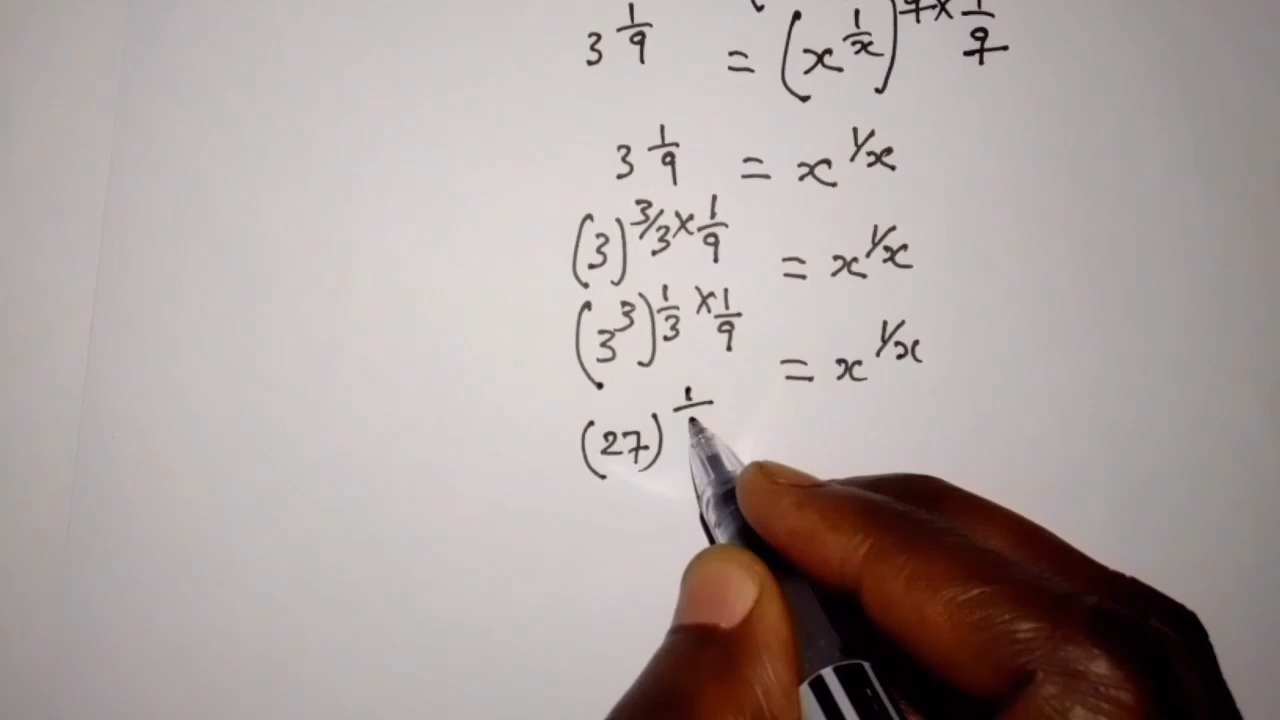 3^{1/9} = (x^{1/x})^{9 × 1/9}
3^{1/9} = x^{1/x}
(3)^{3/3 × 1/9} = x^{1/x}
(3^3)^{1/3 × 1/9} = x^{1/x}
(27)^{1/